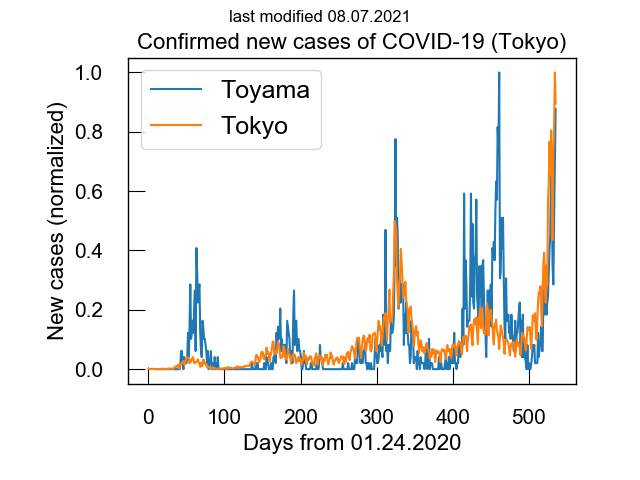 last modified 08.07.2021
Confirmed new cases of COVID-19 (Tokyo)
Toyama
Tokyo
New cases (normalized)
1.0
0.8
0.6
0.4
0.2
0.0
0 100 200 300 400 500
Days from 01.24.2020